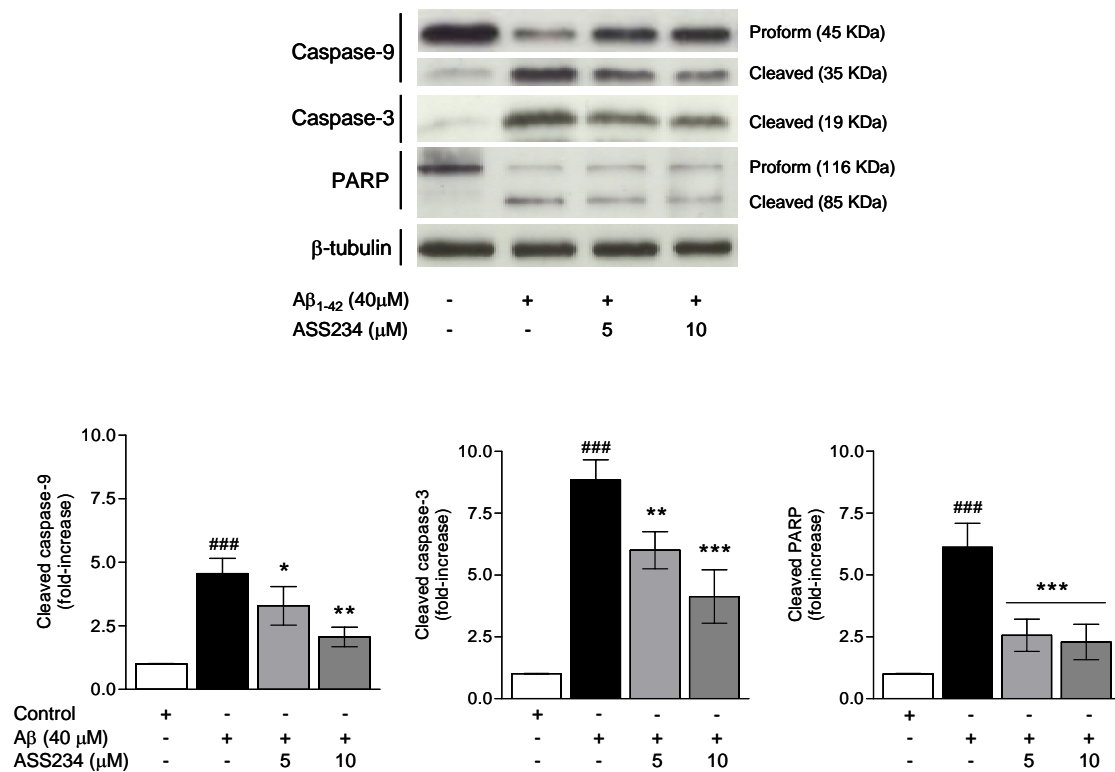 Caspase-9
Proform (45 KDa)
Cleaved (35 KDa)
Caspase-3
Cleaved (19 KDa)
PARP
Proform (116 KDa)
Cleaved (85 KDa)
β-tubulin
Aβ1-42 (40μM) - + + +
ASS234 (μM) - - 5 10
Cleaved caspase-9
(fold-increase)
10.0
7.5
5.0
2.5
0.0
###
*
**
Cleaved caspase-3
(fold-increase)
10.0
7.5
5.0
2.5
0.0
###
**
***
Cleaved PARP
(fold-increase)
10.0
7.5
5.0
2.5
0.0
###
***
Control + - - - + - - - + - - -
Aβ (40 μM) - + + + - + + + - + + +
ASS234 (μM) - - 5 10 - - 5 10 - - 5 10